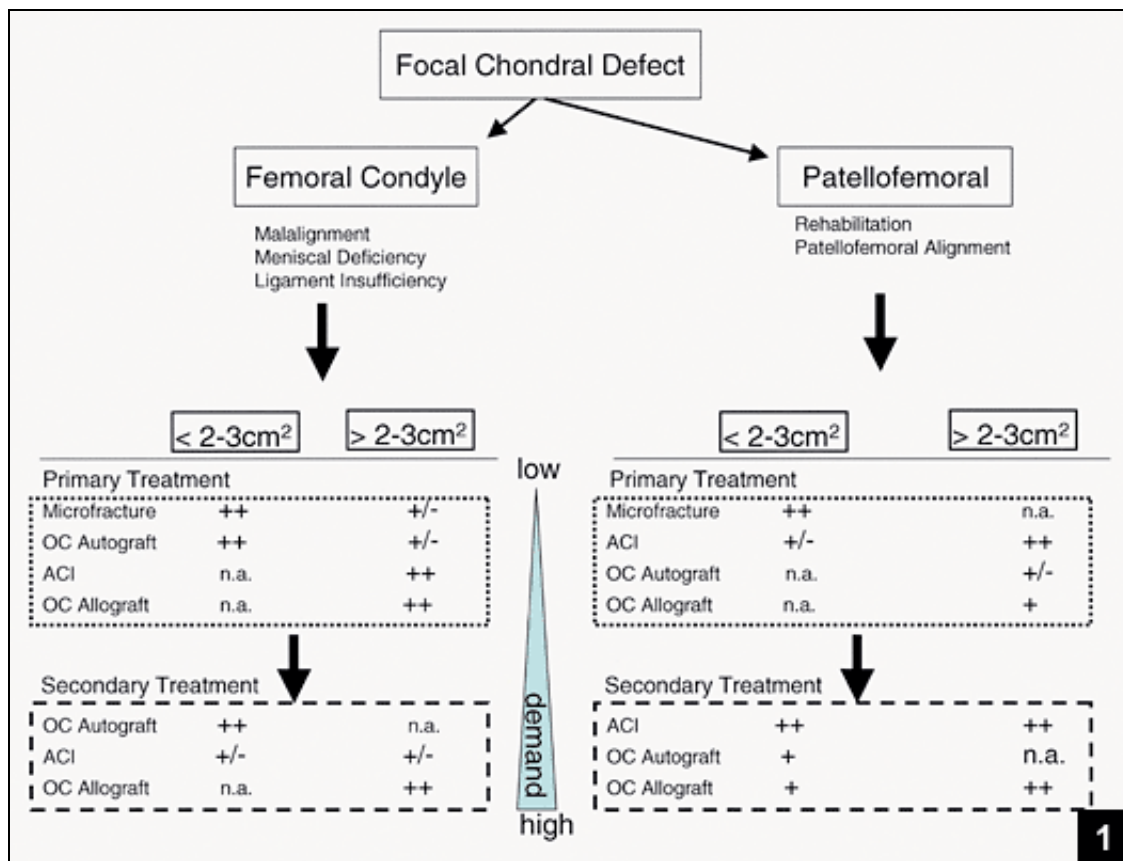 Focal Chondral Defect
Femoral Condyle
Malalignment
Meniscal Deficiency
Ligament Insufficiency
Patellofemoral
Rehabilitation
Patellofemoral Alignment
< 2-3cm² > 2-3cm²
Primary Treatment
Microfracture ++ +/-
OC Autograft ++ +/-
ACI n.a. ++
OC Allograft n.a. ++
Secondary Treatment
OC Autograft ++ n.a.
ACI +/- +/-
OC Allograft n.a. ++
low
demand
high
< 2-3cm² > 2-3cm²
Primary Treatment
Microfracture ++ n.a.
ACI +/- ++
OC Autograft n.a. +/-
OC Allograft n.a. +
Secondary Treatment
ACI ++ ++
OC Autograft + n.a.
OC Allograft + ++
1